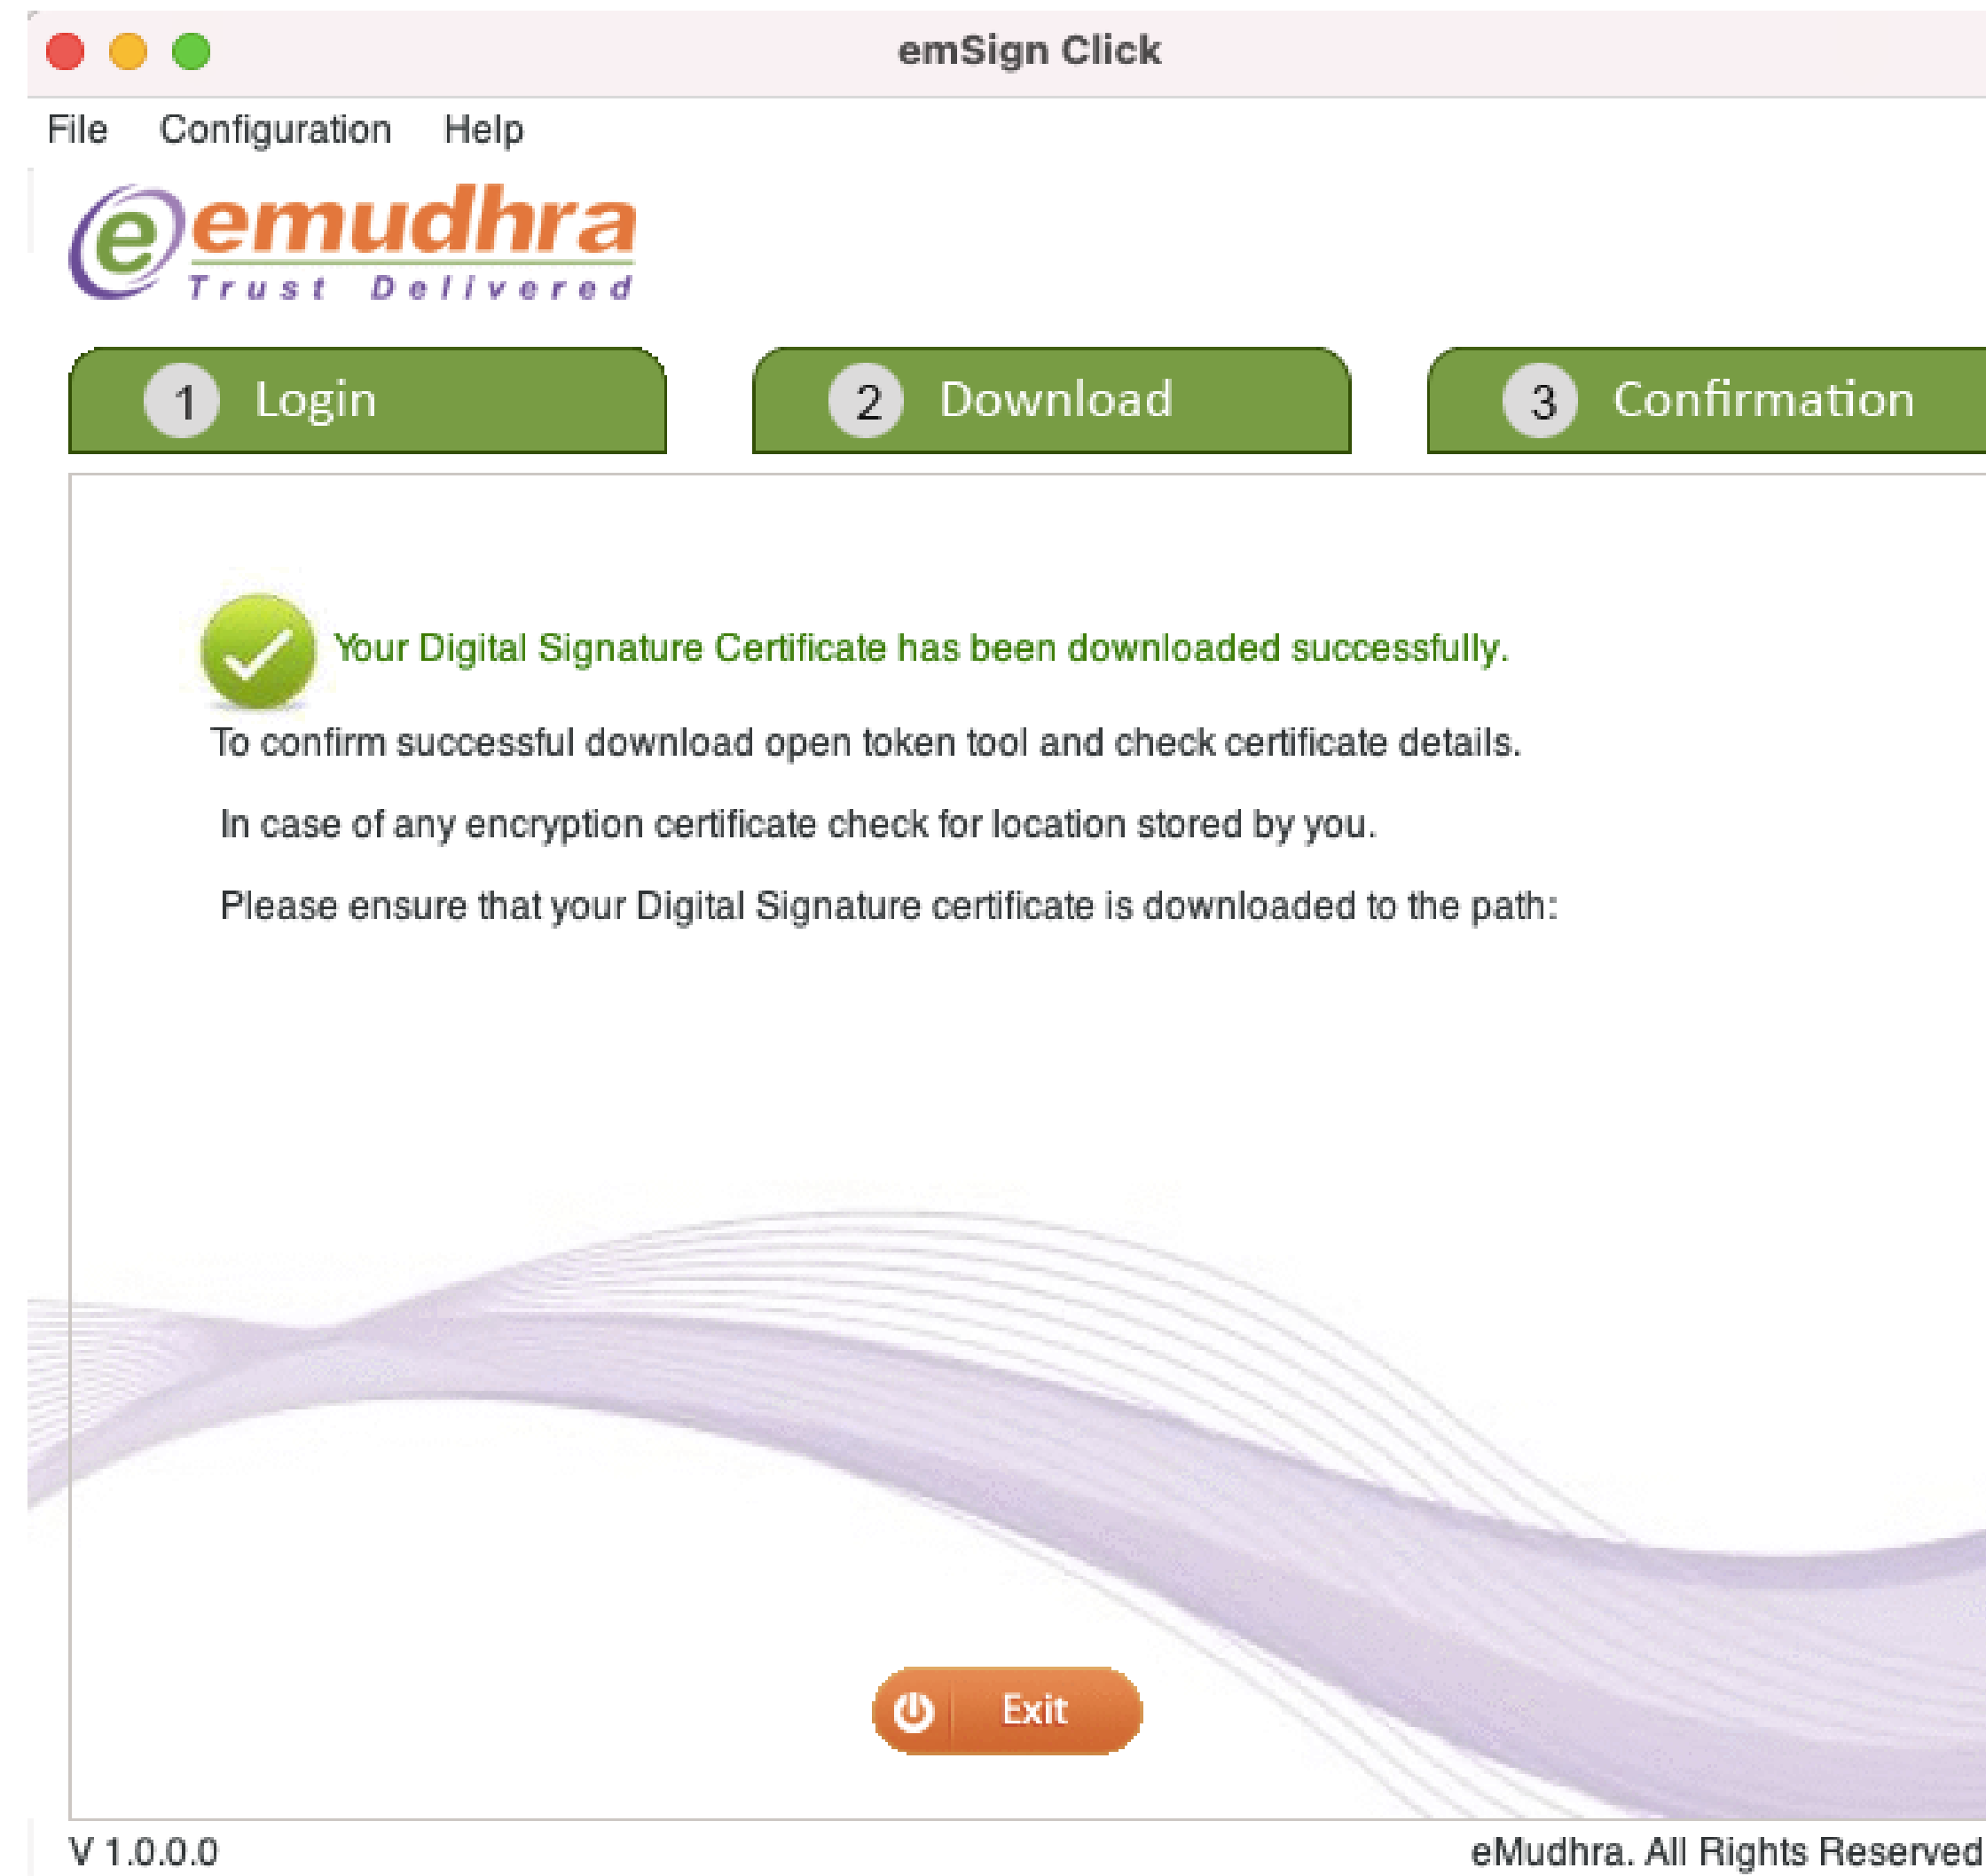 emSign Click
File Configuration Help
e emudhra
Trust Delivered
1 Login 2 Download 3 Confirmation
Your Digital Signature Certificate has been downloaded successfully.
To confirm successful download open token tool and check certificate details.
In case of any encryption certificate check for location stored by you.
Please ensure that your Digital Signature certificate is downloaded to the path:
Exit
V 1.0.0.0 eMudhra. All Rights Reserved